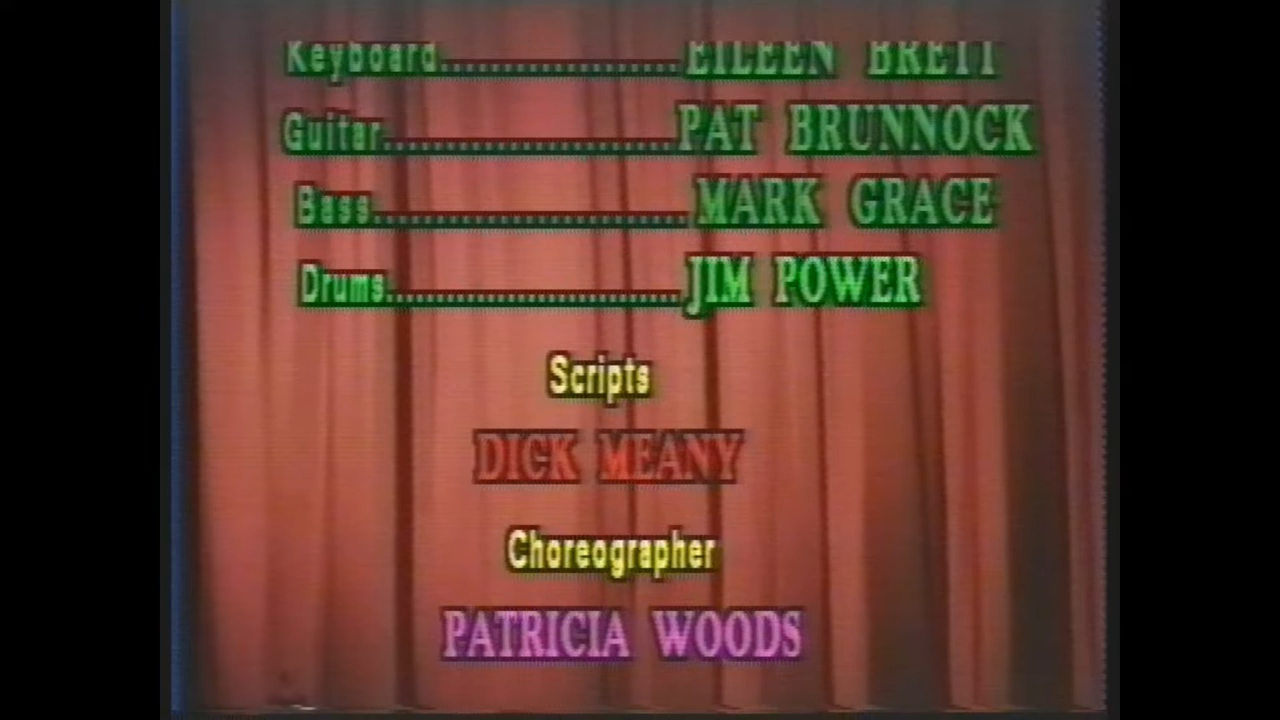 Keyboard...................EILEEN BRETT
Guitar........................PAT BRUNNOCK
Bass..........................MARK GRACE
Drums.........................JIM POWER
Scripts
DICK MEANY
Choreographer
PATRICIA WOODS